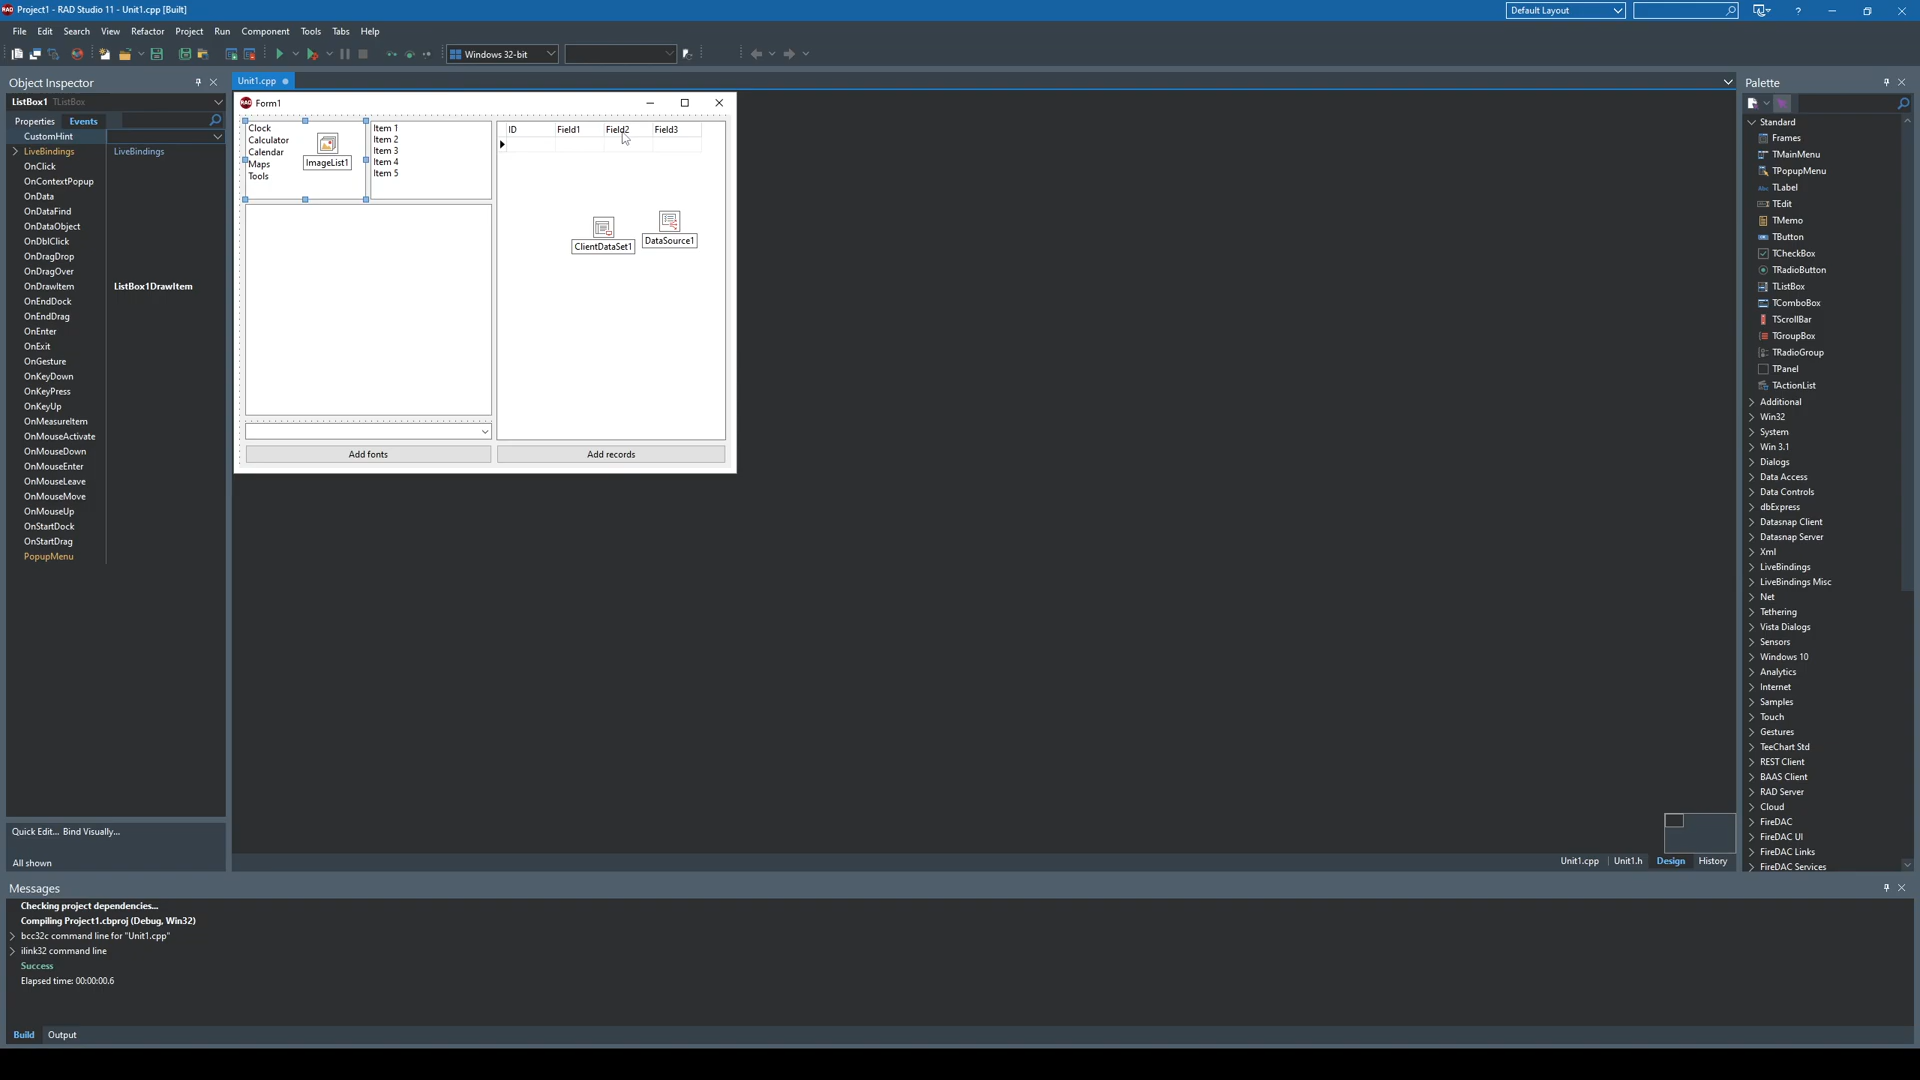 Project1 - RAD Studio 11 - Unit1.cpp [Built]
Default Layout
File Edit Search View Refactor Project Run Component Tools Tabs Help
Windows 32-bit
Object Inspector
ListBox1 TListBox
Properties Events
CustomHint
LiveBindings LiveBindings
OnClick
OnContextPopup
OnData
OnDataFind
OnDataObject
OnDblClick
OnDragDrop
OnDragOver
OnDrawItem ListBox1DrawItem
OnEndDock
OnEndDrag
OnEnter
OnExit
OnGesture
OnKeyDown
OnKeyPress
OnKeyUp
OnMeasureItem
OnMouseActivate
OnMouseDown
OnMouseEnter
OnMouseLeave
OnMouseMove
OnMouseUp
OnStartDock
OnStartDrag
PopupMenu
Quick Edit... Bind Visually...
All shown
Unit1.cpp
Form1
Clock
Calculator
Calendar
Maps
Tools
ImageList1
Item 1
Item 2
Item 3
Item 4
Item 5
ID Field1 Field2 Field3
ClientDataSet1
DataSource1
Add fonts
Add records
Unit1.cpp Unit1.h Design History
Palette
Standard
Frames
TMainMenu
TPopupMenu
TLabel
TEdit
TMemo
TButton
TCheckBox
TRadioButton
TListBox
TComboBox
TScrollBar
TGroupBox
TRadioGroup
TPanel
TActionList
Additional
Win32
System
Win 3.1
Dialogs
Data Access
Data Controls
dbExpress
Datasnap Client
Datasnap Server
Xml
LiveBindings
LiveBindings Misc
Net
Tethering
Vista Dialogs
Sensors
Windows 10
Analytics
Internet
Samples
Touch
Gestures
TeeChart Std
REST Client
BAAS Client
RAD Server
Cloud
FireDAC
FireDAC UI
FireDAC Links
FireDAC Services
Messages
Checking project dependencies...
Compiling Project1.cbproj (Debug, Win32)
bcc32c command line for "Unit1.cpp"
ilink32 command line
Success
Elapsed time: 00:00:00.6
Build Output